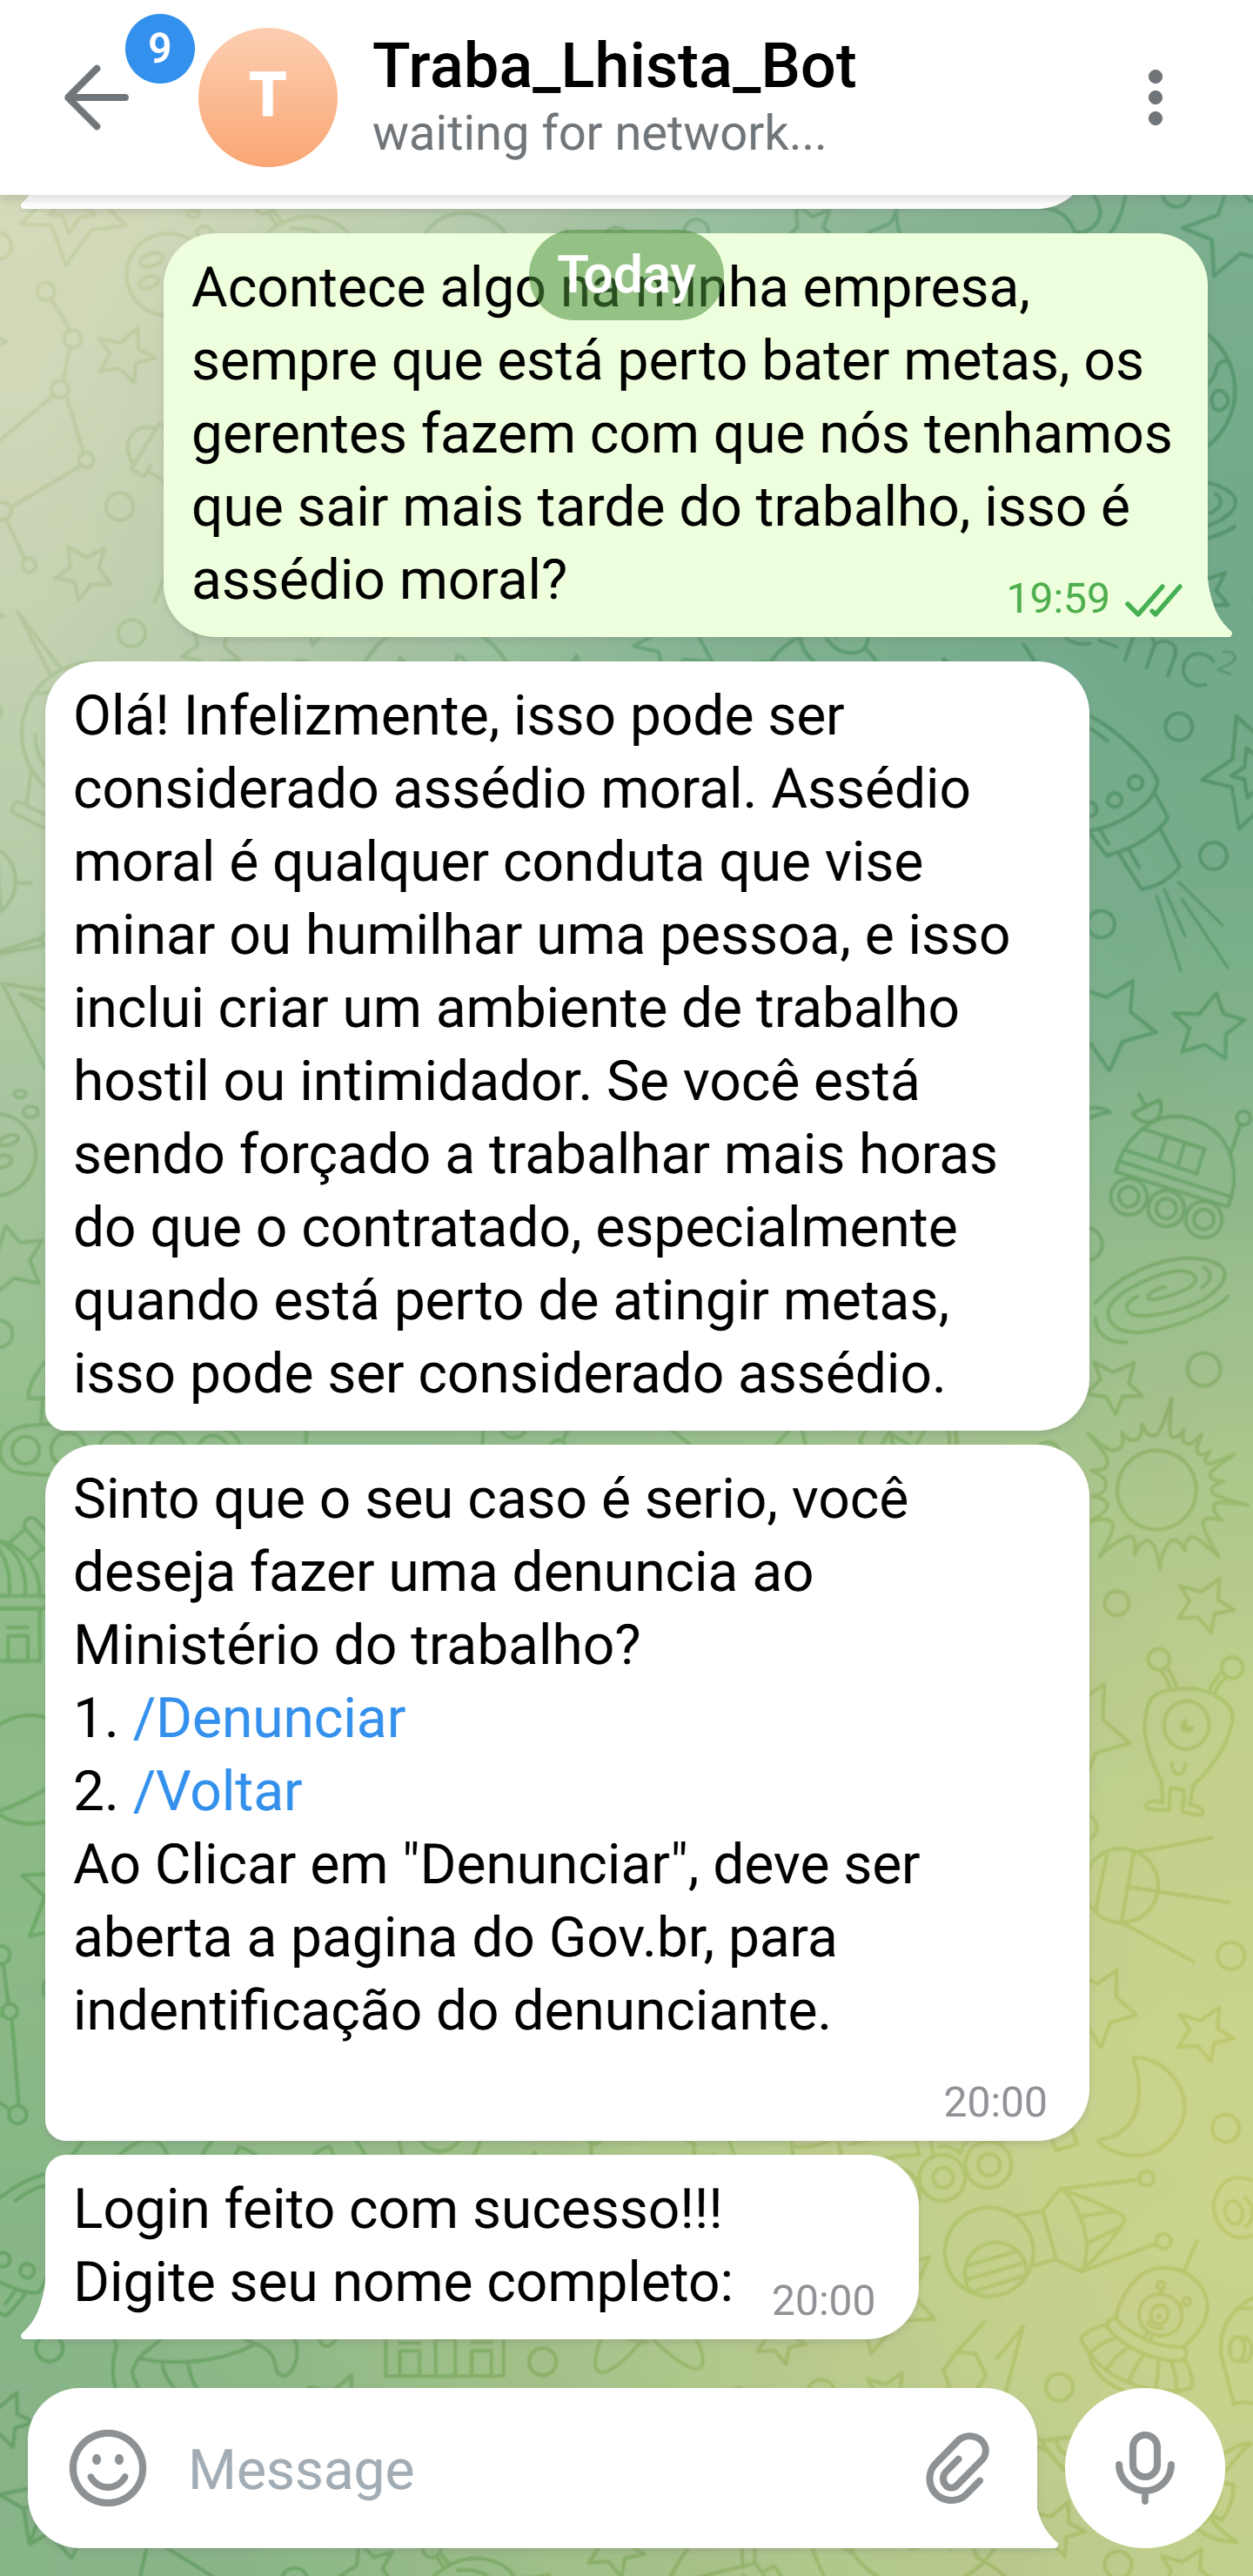 9
T
Traba_Lhista_Bot
waiting for network...
Today
Acontece algo na minha empresa,
sempre que está perto bater metas, os
gerentes fazem com que nós tenhamos
que sair mais tarde do trabalho, isso é
assédio moral?
19:59
Olá! Infelizmente, isso pode ser
considerado assédio moral. Assédio
moral é qualquer conduta que vise
minar ou humilhar uma pessoa, e isso
inclui criar um ambiente de trabalho
hostil ou intimidador. Se você está
sendo forçado a trabalhar mais horas
do que o contratado, especialmente
quando está perto de atingir metas,
isso pode ser considerado assédio.
Sinto que o seu caso é serio, você
deseja fazer uma denuncia ao
Ministério do trabalho?
1. /Denunciar
2. /Voltar
Ao Clicar em "Denunciar", deve ser
aberta a pagina do Gov.br, para
indentificação do denunciante.
20:00
Login feito com sucesso!!!
Digite seu nome completo:
20:00
Message